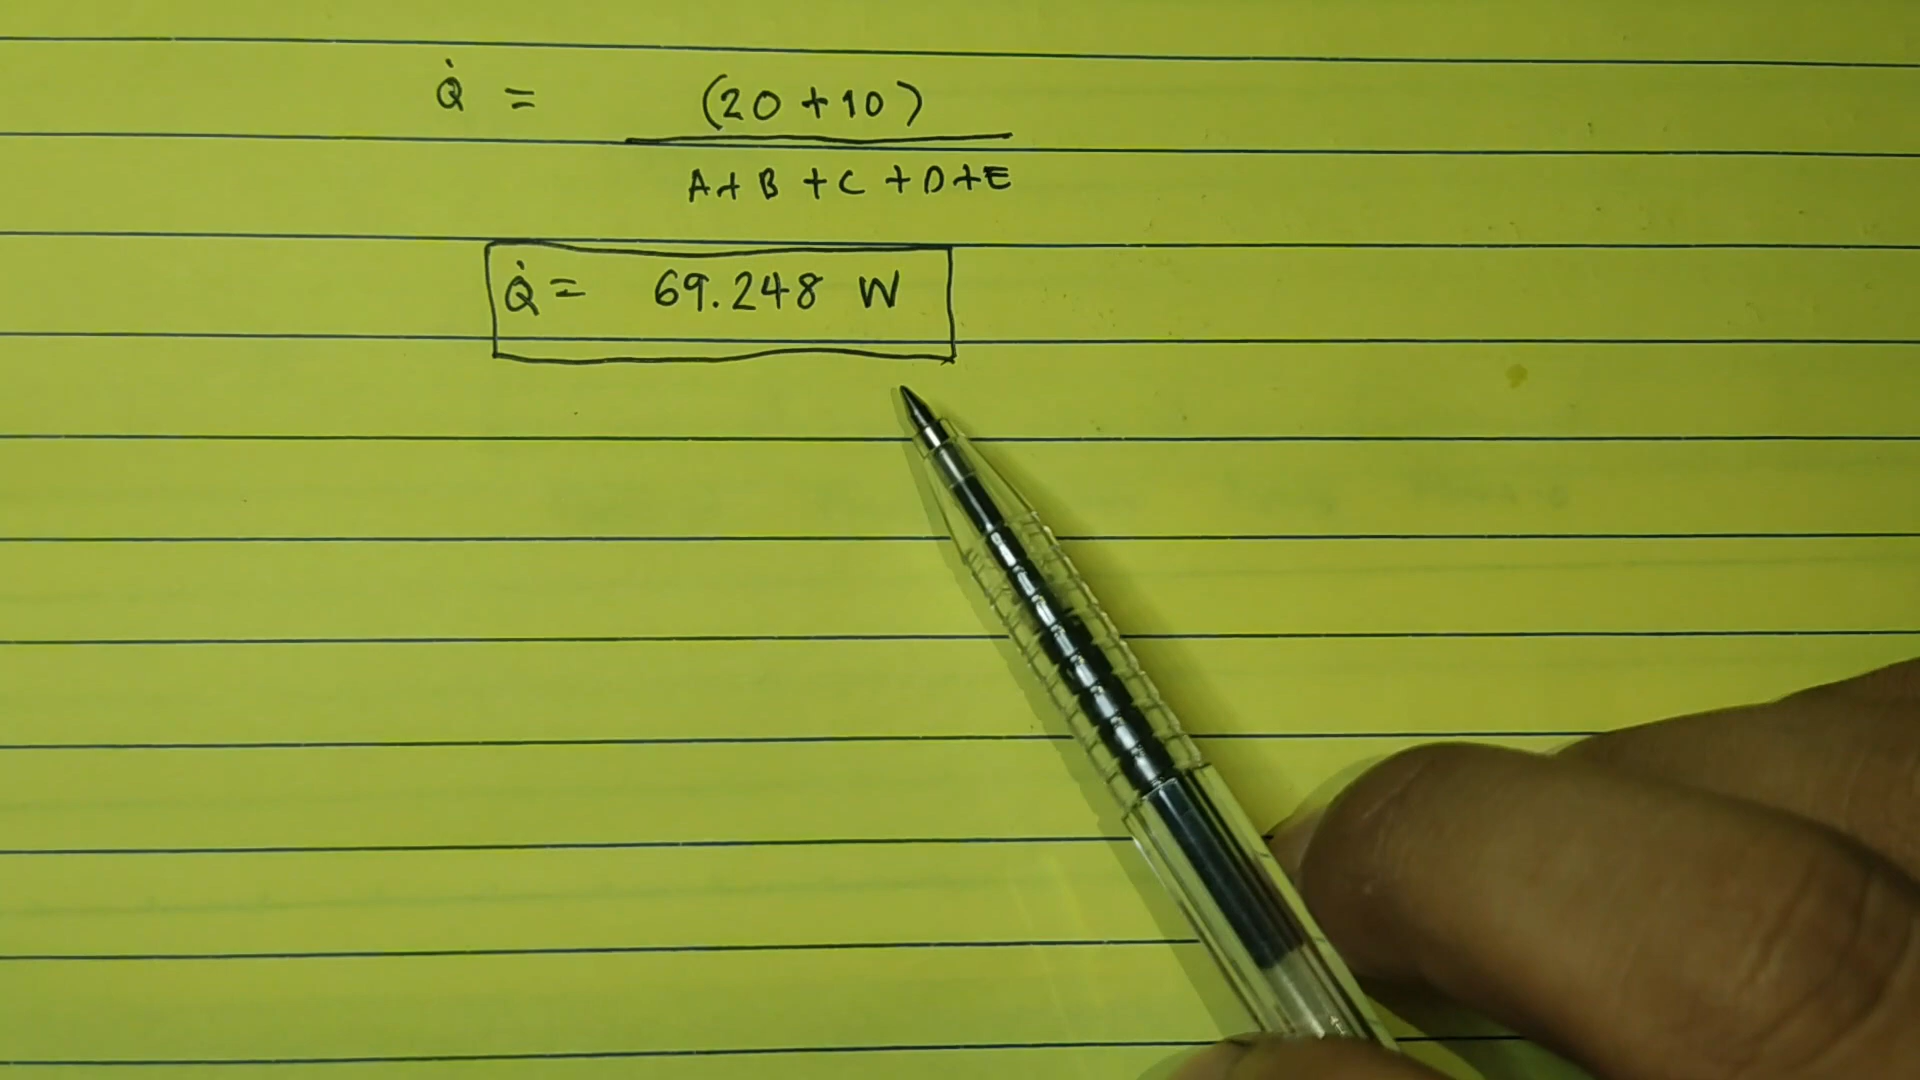 Q̇ = (20 + 10)
A + B + C + D + E
Q̇ = 69.248 W